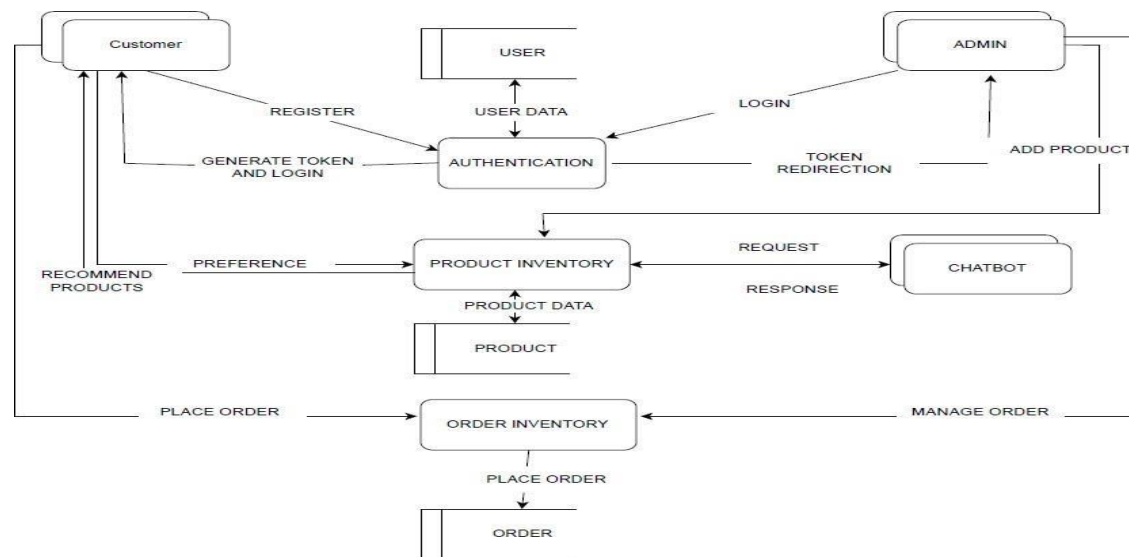 Customer
USER
ADMIN
REGISTER
USER DATA
LOGIN
GENERATE TOKEN
AND LOGIN
AUTHENTICATION
TOKEN
REDIRECTION
ADD PRODUCT
RECOMMEND
PRODUCTS
PREFERENCE
PRODUCT INVENTORY
REQUEST
RESPONSE
CHATBOT
PRODUCT DATA
PRODUCT
PLACE ORDER
ORDER INVENTORY
MANAGE ORDER
PLACE ORDER
ORDER